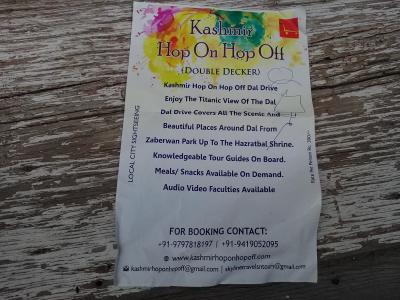 Kashmir
Hop On Hop Off
(DOUBLE DECKER)
Kashmir Hop On Hop Off Dal Drive
Enjoy The Titanic View Of The Dal
Dal Drive Covers All The Scenic And
Beautiful Places Around Dal From
Zaberwan Park Up To The Hazratbal Shrine.
Knowledgeable Tour Guides On Board.
Meals/ Snacks Available On Demand.
Audio Video Faculties Available
LOCAL CITY SIGHTSEEING
FOR BOOKING CONTACT:
+91-9797818197 | +91-9419052095
www.kashmirhoponhopoff.com
kashmirhoponhopoff@gmail.com |